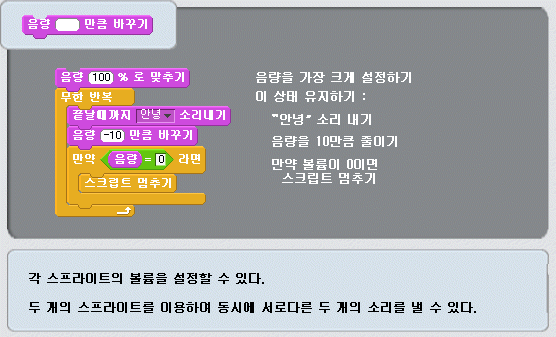 음량 만큼 바꾸기
음량 100 % 로 맞추기
무한 반복
끝날때까지 안녕 소리내기
음량 -10 만큼 바꾸기
만약 음량 = 0 라면
스크립트 멈추기
음량을 가장 크게 설정하기
이 상태 유지하기 :
"안녕" 소리 내기
음량을 10만큼 줄이기
만약 볼륨이 0이면
스크립트 멈추기
각 스프라이트의 볼륨을 설정할 수 있다.
두 개의 스프라이트를 이용하여 동시에 서로다른 두 개의 소리를 낼 수 있다.